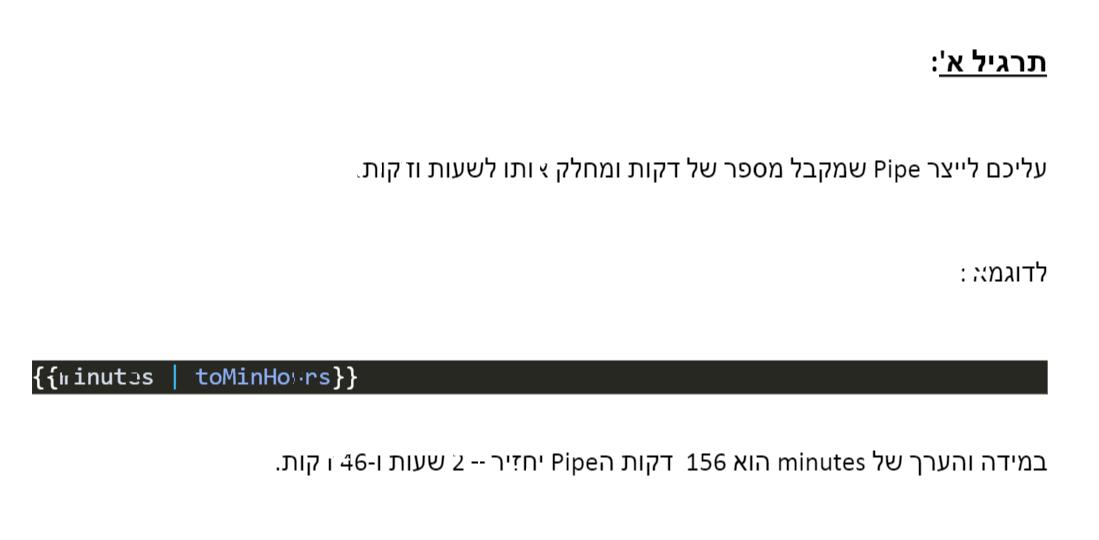 תרגיל א':
עליכם לייצר Pipe שמקבל מספר של דקות ומחלק אותו לשעות ודקות.
לדוגמא :
{{minutes | toMinHours}}
במידה והערך של minutes הוא 156 דקות הPipe יחזיר -- 2 שעות ו-46 דקות.